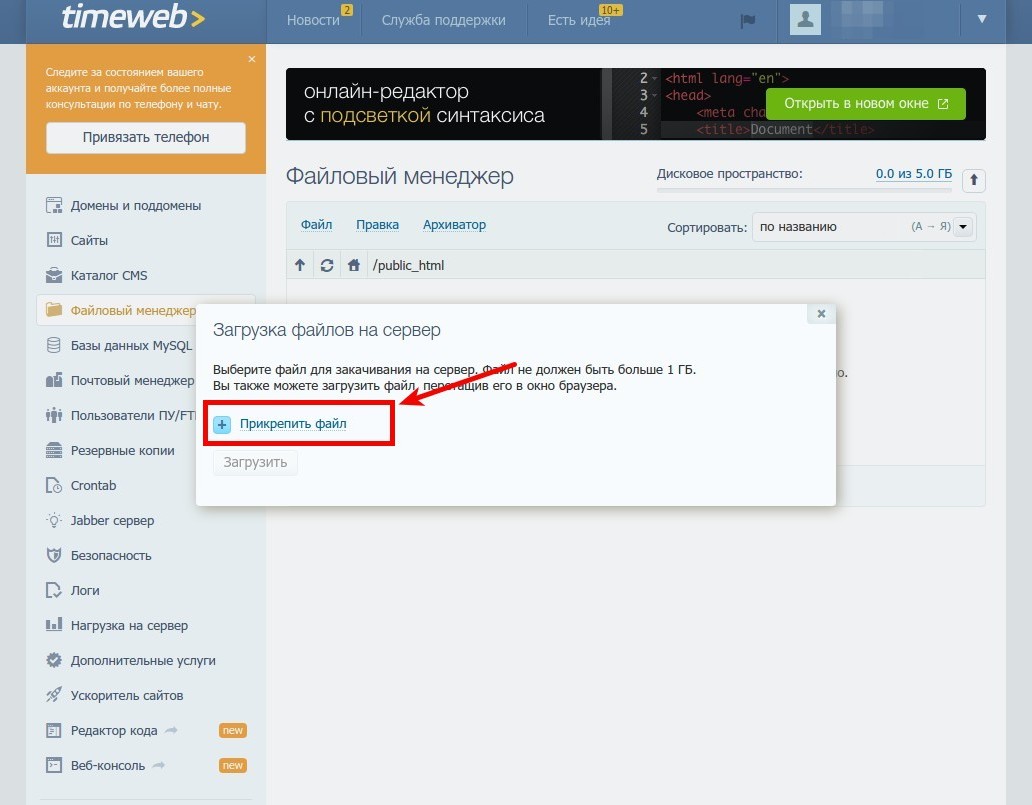 timeweb>
Новости 2
Служба поддержки
Есть идея 10+
Следите за состоянием вашего
аккаунта и получайте более полные
консультации по телефону и чату.
Привязать телефон
онлайн-редактор
с подсветкой синтаксиса
2 <html lang="en">
3 <head>
4 <meta cha
5 <title>Document</title>
Открыть в новом окне
Файловый менеджер
Дисковое пространство: 0.0 из 5.0 ГБ
Файл Правка Архиватор
Сортировать: по названию (А → Я)
/public_html
Домены и поддомены
Сайты
Каталог CMS
Файловый менеджер
Базы данных MySQL
Почтовый менеджер
Пользователи ПУ/FT
Резервные копии
Crontab
Jabber сервер
Безопасность
Логи
Нагрузка на сервер
Дополнительные услуги
Ускоритель сайтов
Редактор кода new
Веб-консоль new
Загрузка файлов на сервер
Выберите файл для закачивания на сервер. Файл не должен быть больше 1 ГБ.
Вы также можете загрузить файл, перетащив его в окно браузера.
Прикрепить файл
Загрузить